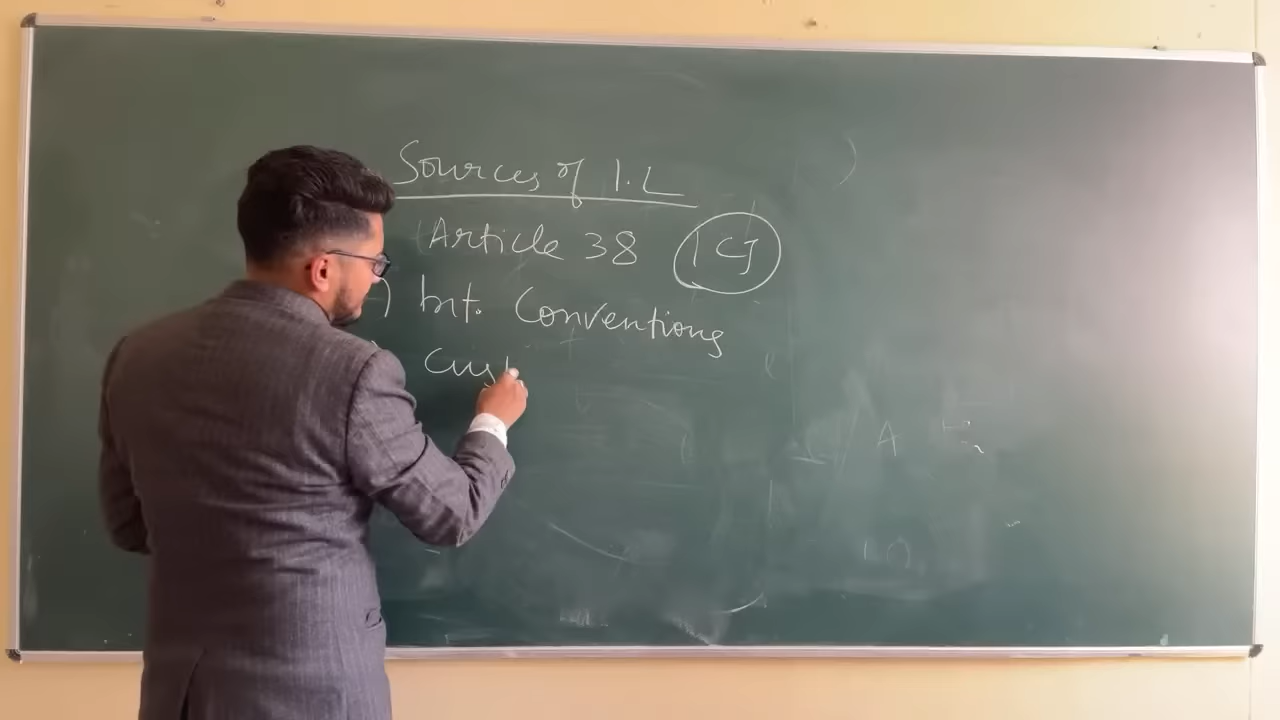 Sources of I.L
Article 38 ICJ
) Int. Conventions
) Cus